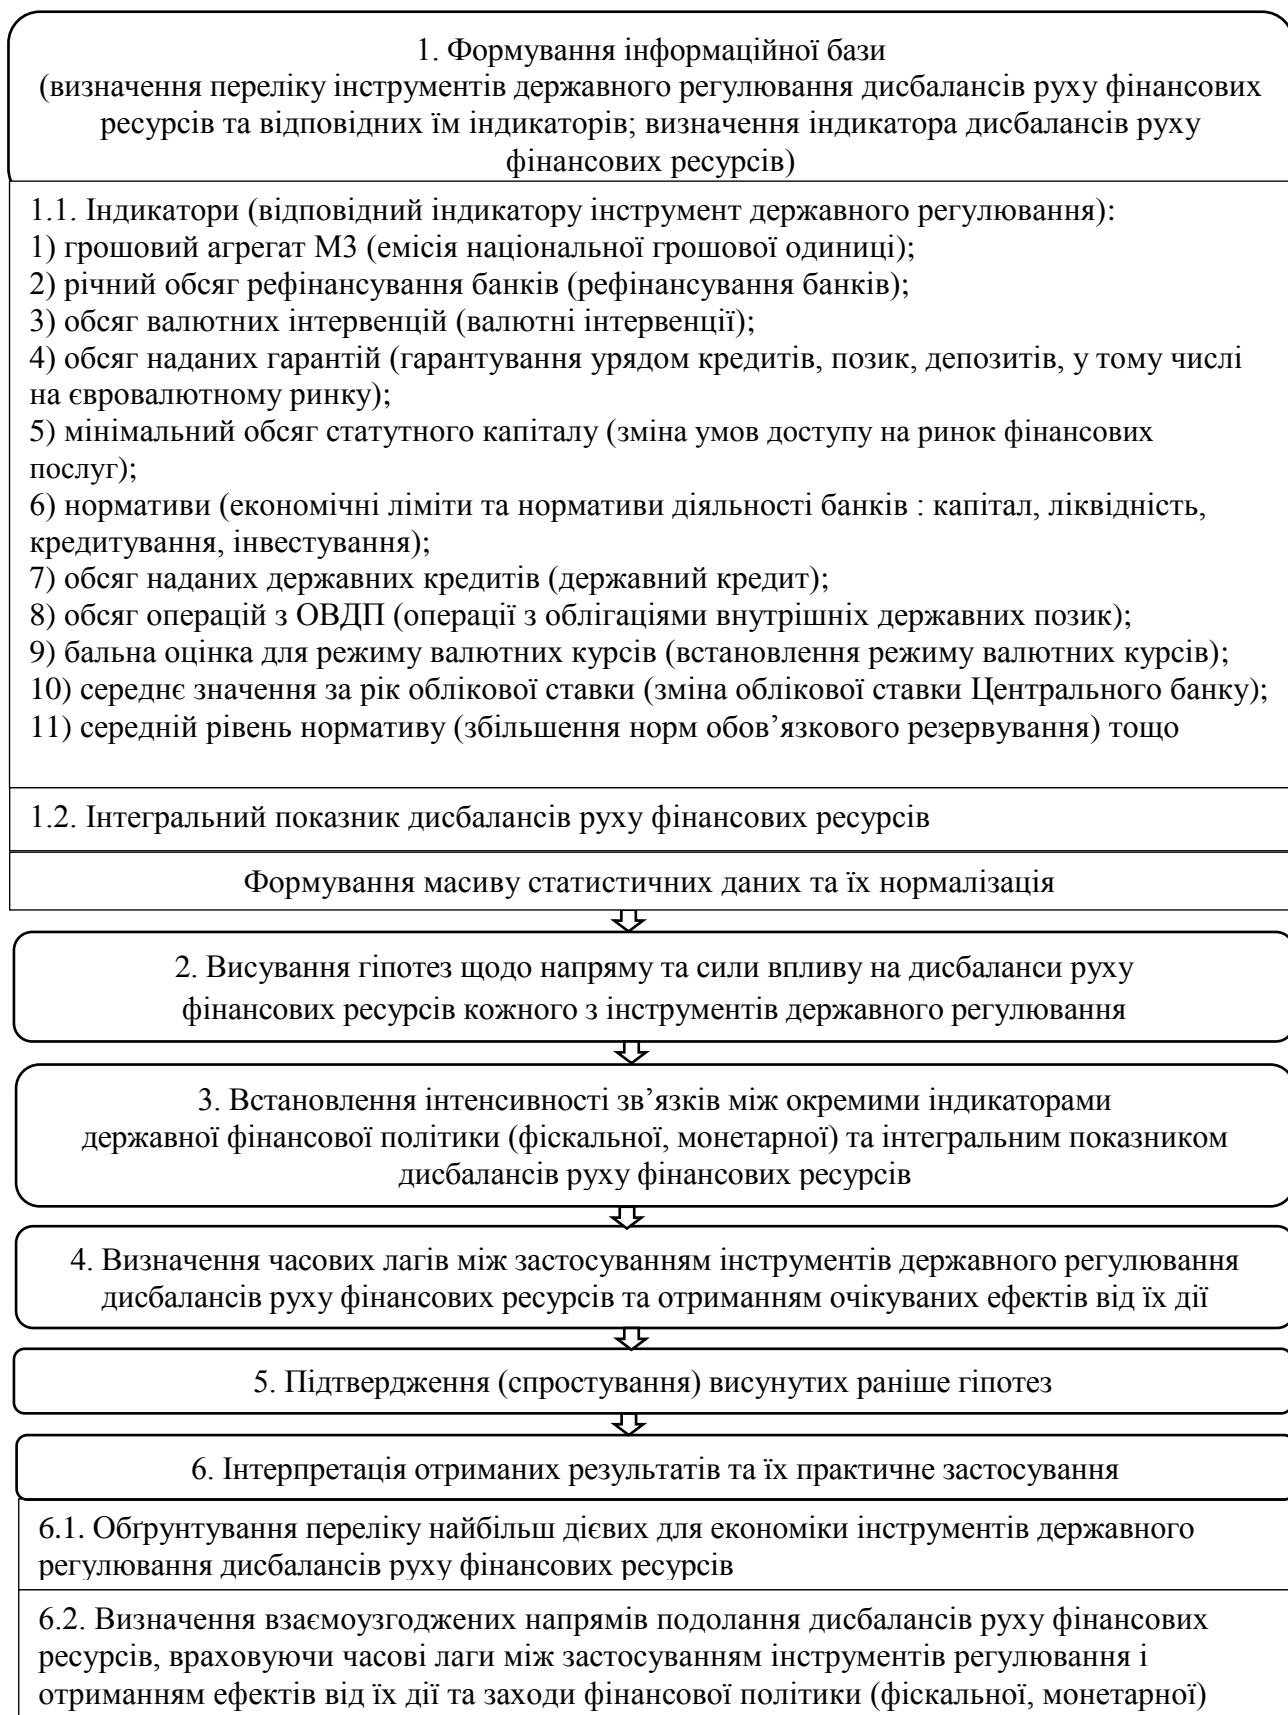 1. Формування інформаційної бази
(визначення переліку інструментів державного регулювання дисбалансів руху фінансових
ресурсів та відповідних їм індикаторів; визначення індикатора дисбалансів руху
фінансових ресурсів)
1.1. Індикатори (відповідний індикатору інструмент державного регулювання):
1) грошовий агрегат М3 (емісія національної грошової одиниці);
2) річний обсяг рефінансування банків (рефінансування банків);
3) обсяг валютних інтервенцій (валютні інтервенції);
4) обсяг наданих гарантій (гарантування урядом кредитів, позик, депозитів, у тому числі
на євровалютному ринку);
5) мінімальний обсяг статутного капіталу (зміна умов доступу на ринок фінансових
послуг);
6) нормативи (економічні ліміти та нормативи діяльності банків : капітал, ліквідність,
кредитування, інвестування);
7) обсяг наданих державних кредитів (державний кредит);
8) обсяг операцій з ОВДП (операції з облігаціями внутрішніх державних позик);
9) бальна оцінка для режиму валютних курсів (встановлення режиму валютних курсів);
10) середнє значення за рік облікової ставки (зміна облікової ставки Центрального банку);
11) середній рівень нормативу (збільшення норм обов’язкового резервування) тощо
1.2. Інтегральний показник дисбалансів руху фінансових ресурсів
Формування масиву статистичних даних та їх нормалізація
2. Висування гіпотез щодо напряму та сили впливу на дисбаланси руху
фінансових ресурсів кожного з інструментів державного регулювання
3. Встановлення інтенсивності зв’язків між окремими індикаторами
державної фінансової політики (фіскальної, монетарної) та інтегральним показником
дисбалансів руху фінансових ресурсів
4. Визначення часових лагів між застосуванням інструментів державного регулювання
дисбалансів руху фінансових ресурсів та отриманням очікуваних ефектів від їх дії
5. Підтвердження (спростування) висунутих раніше гіпотез
6. Інтерпретація отриманих результатів та їх практичне застосування
6.1. Обґрунтування переліку найбільш дієвих для економіки інструментів державного
регулювання дисбалансів руху фінансових ресурсів
6.2. Визначення взаємоузгоджених напрямів подолання дисбалансів руху фінансових
ресурсів, враховуючи часові лаги між застосуванням інструментів регулювання і
отриманням ефектів від їх дії та заходи фінансової політики (фіскальної, монетарної)